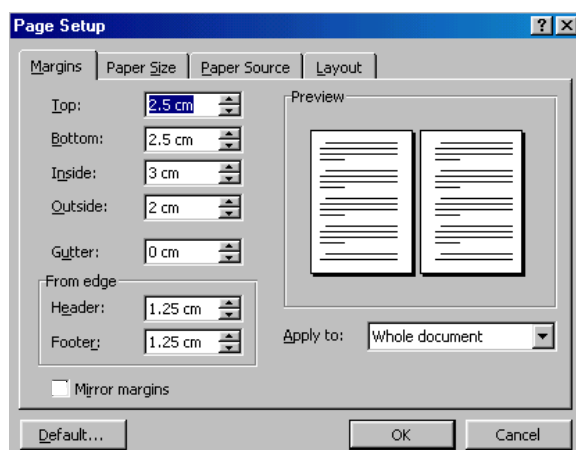 Page Setup
Margins Paper Size Paper Source Layout
Top: 2.5 cm
Bottom: 2.5 cm
Inside: 3 cm
Outside: 2 cm
Gutter: 0 cm
From edge
Header: 1.25 cm
Footer: 1.25 cm
Mirror margins
Preview
Apply to: Whole document
Default... OK Cancel